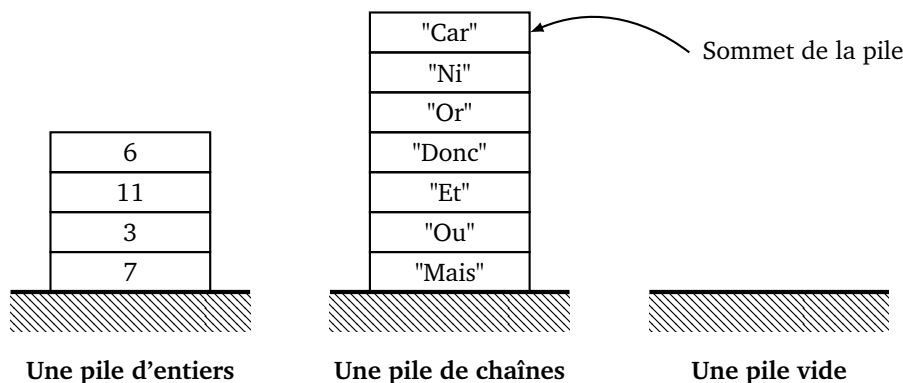 6
11
3
7
Une pile d’entiers
"Car"
"Ni"
"Or"
"Donc"
"Et"
"Ou"
"Mais"
Une pile de chaînes
Sommet de la pile
Une pile vide